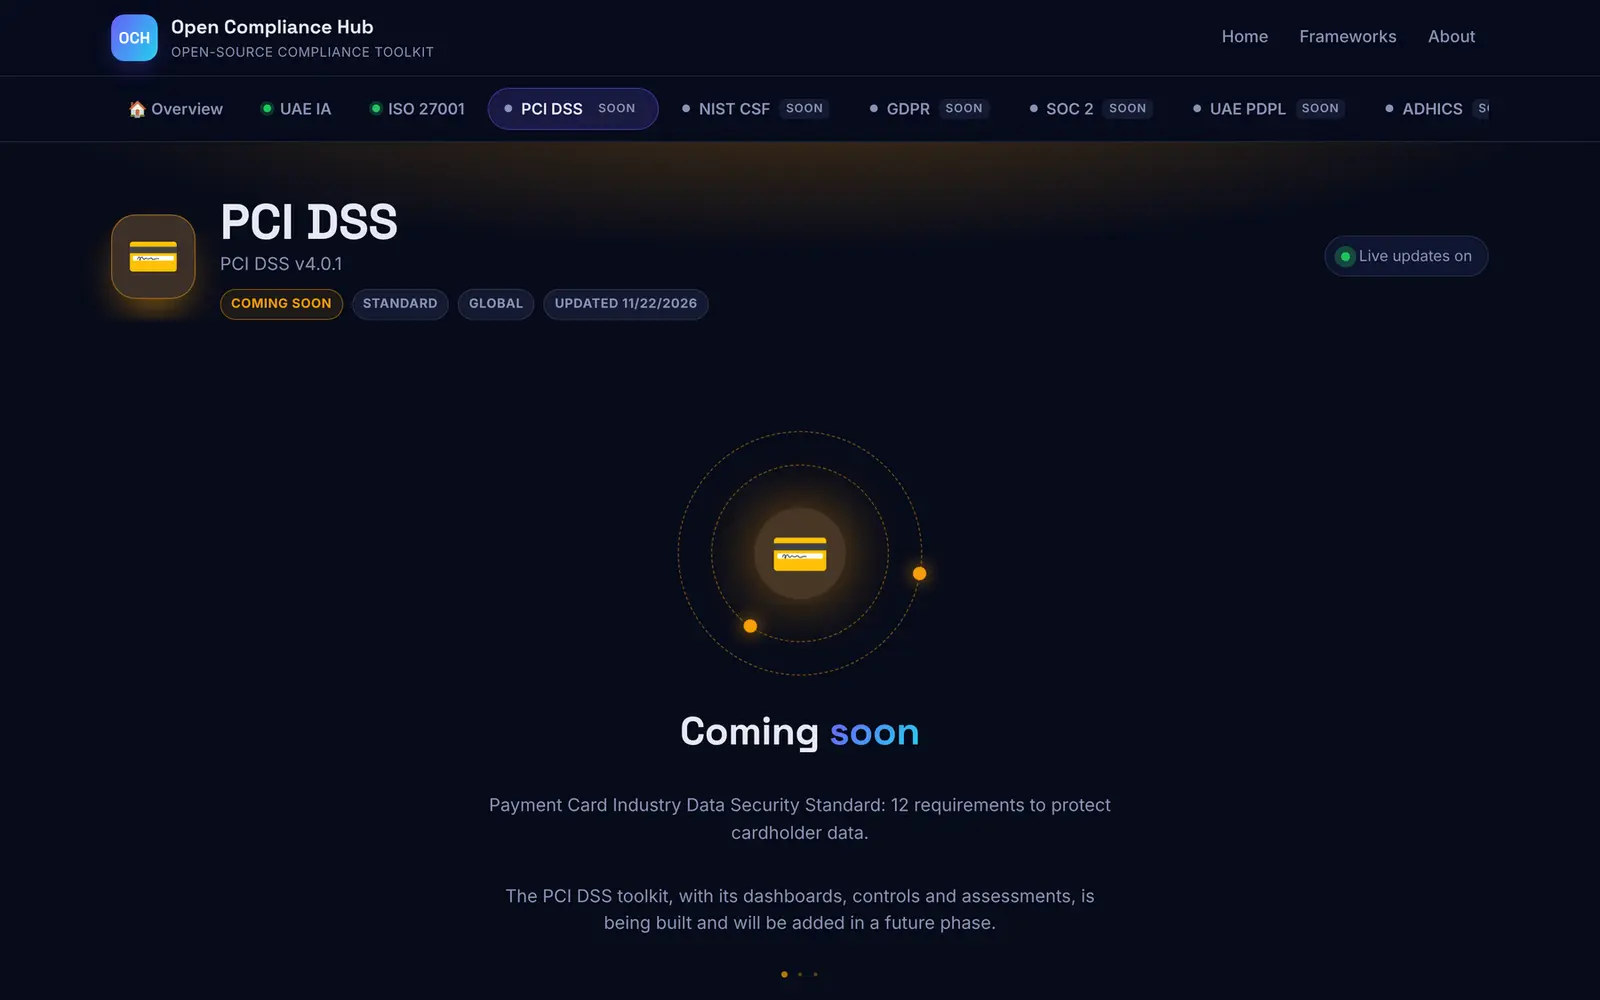 OCH
Open Compliance Hub
OPEN-SOURCE COMPLIANCE TOOLKIT
Home Frameworks About
Overview UAE IA ISO 27001 PCI DSS SOON NIST CSF SOON GDPR SOON SOC 2 SOON UAE PDPL SOON ADHICS
PCI DSS
PCI DSS v4.0.1
COMING SOON STANDARD GLOBAL UPDATED 11/22/2026
Live updates on
Coming soon
Payment Card Industry Data Security Standard: 12 requirements to protect
cardholder data.
The PCI DSS toolkit, with its dashboards, controls and assessments, is
being built and will be added in a future phase.